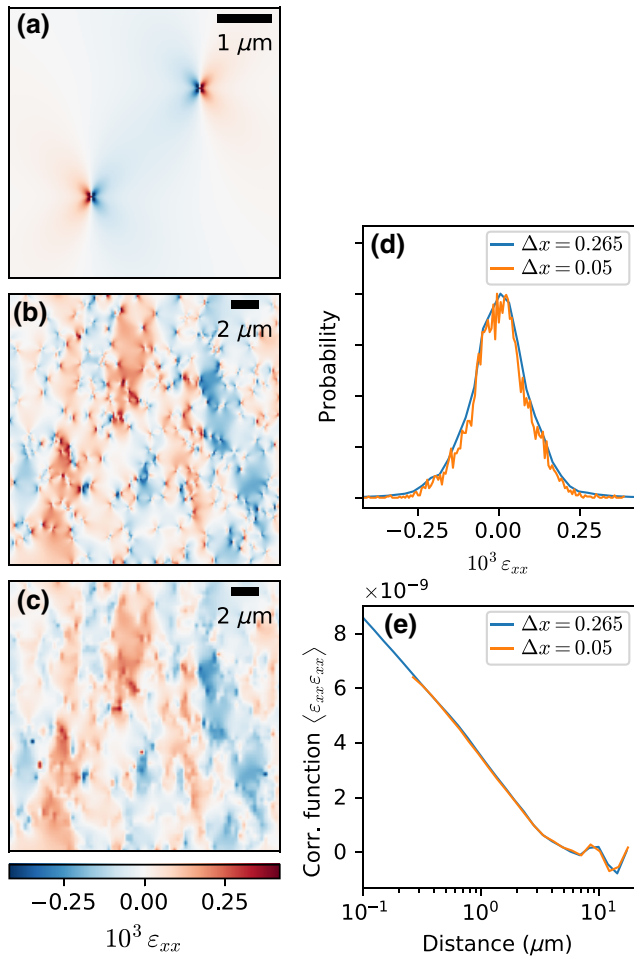 (a)
1 μm
(b)
2 μm
(c)
2 μm
−0.25 0.00 0.25
10³ εxx
(d)
Δx = 0.265
Δx = 0.05
Probability
−0.25 0.00 0.25
10³ εxx
×10⁻⁹
(e)
Δx = 0.265
Δx = 0.05
Corr. function ⟨εxx εxx⟩
8
6
4
2
0
10⁻¹ 10⁰ 10¹
Distance (μm)